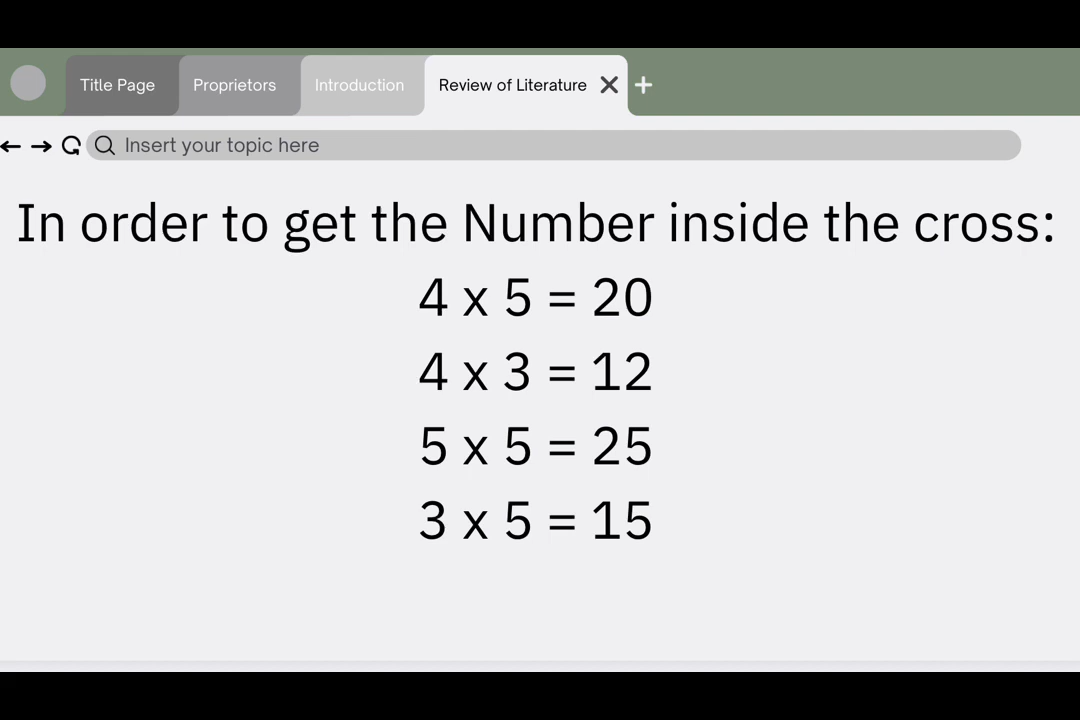 Title Page
Proprietors
Introduction
Review of Literature
Insert your topic here
In order to get the Number inside the cross:
4 x 5 = 20
4 x 3 = 12
5 x 5 = 25
3 x 5 = 15